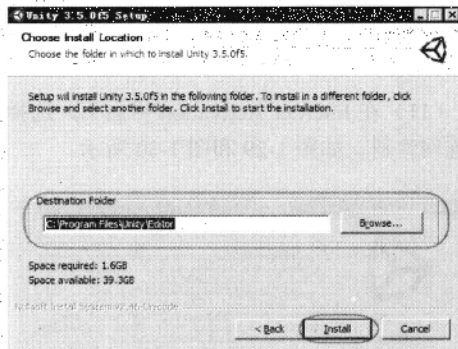 Unity 3.5.0f5 Setup
Choose Install Location
Choose the folder in which to install Unity 3.5.0f5.
Setup will install Unity 3.5.0f5 in the following folder. To install in a different folder, click
Browse and select another folder. Click Install to start the installation.
Destination Folder
C:\Program Files\Unity\Editor
Browse...
Space required: 1.6GB
Space available: 39.3GB
Nullsoft Install System
< Back
Install
Cancel